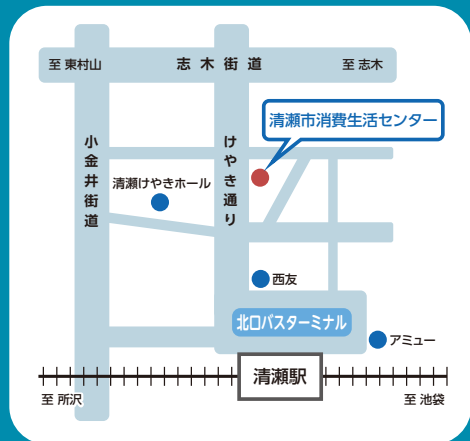 至 東村山
志木街道
至 志木
清瀬市消費生活センター
小金井街道
けやき通り
清瀬けやきホール
西友
北口バスターミナル
アミュー
清瀬駅
至 所沢
至 池袋